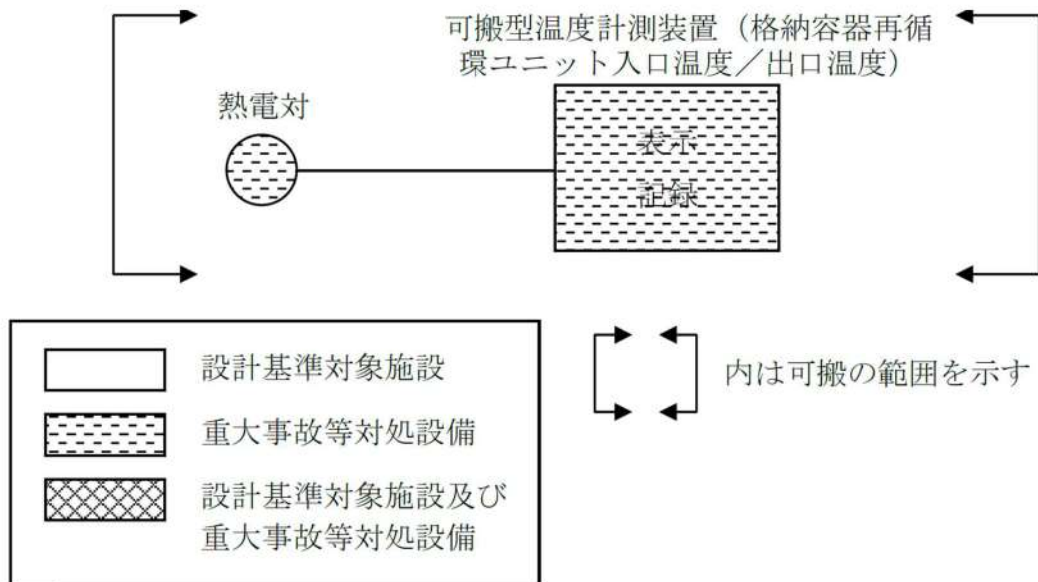 可搬型温度計測装置（格納容器再循
環ユニット入口温度／出口温度）
熱電対
表示
記録
設計基準対象施設
重大事故等対処設備
設計基準対象施設及び
重大事故等対処設備
内は可搬の範囲を示す